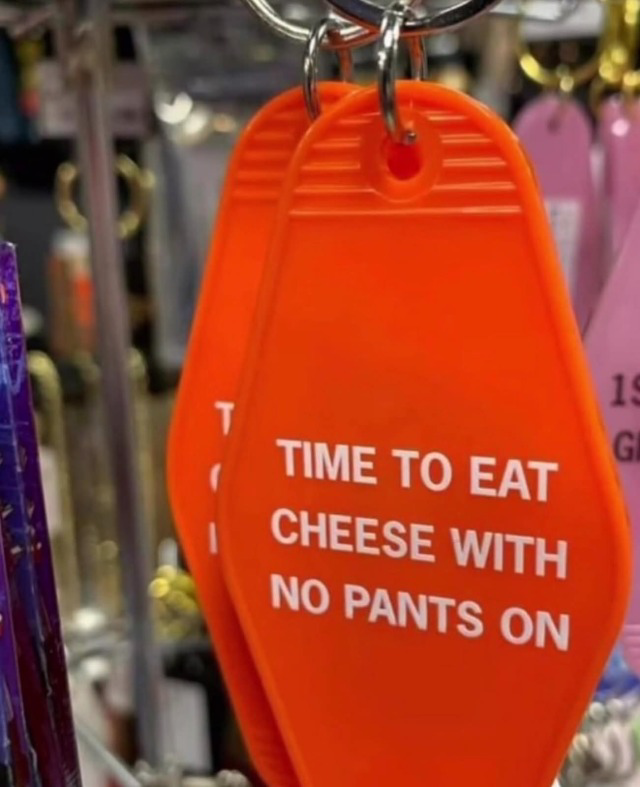 TIME TO EAT
CHEESE WITH
NO PANTS ON